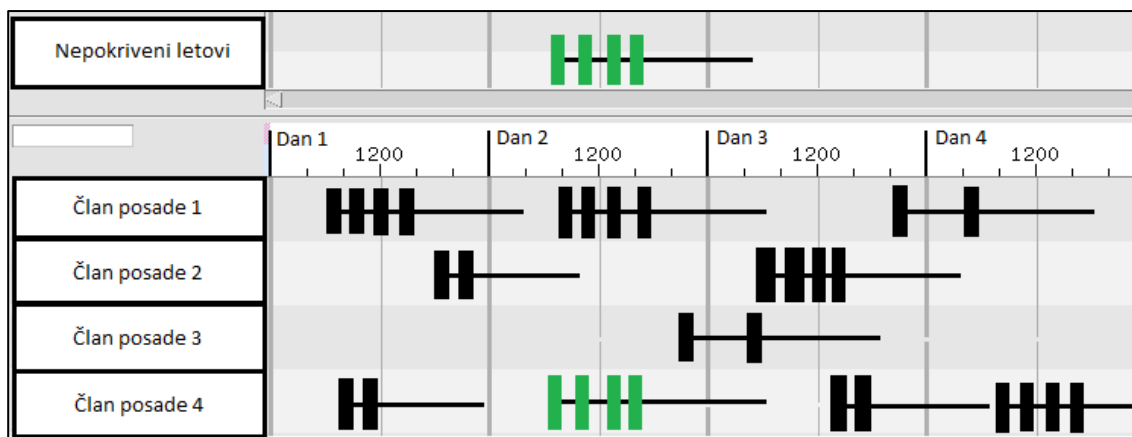 Nepokriveni letovi
Dan 1 Dan 2 Dan 3 Dan 4
1200 1200 1200 1200
Član posade 1
Član posade 2
Član posade 3
Član posade 4